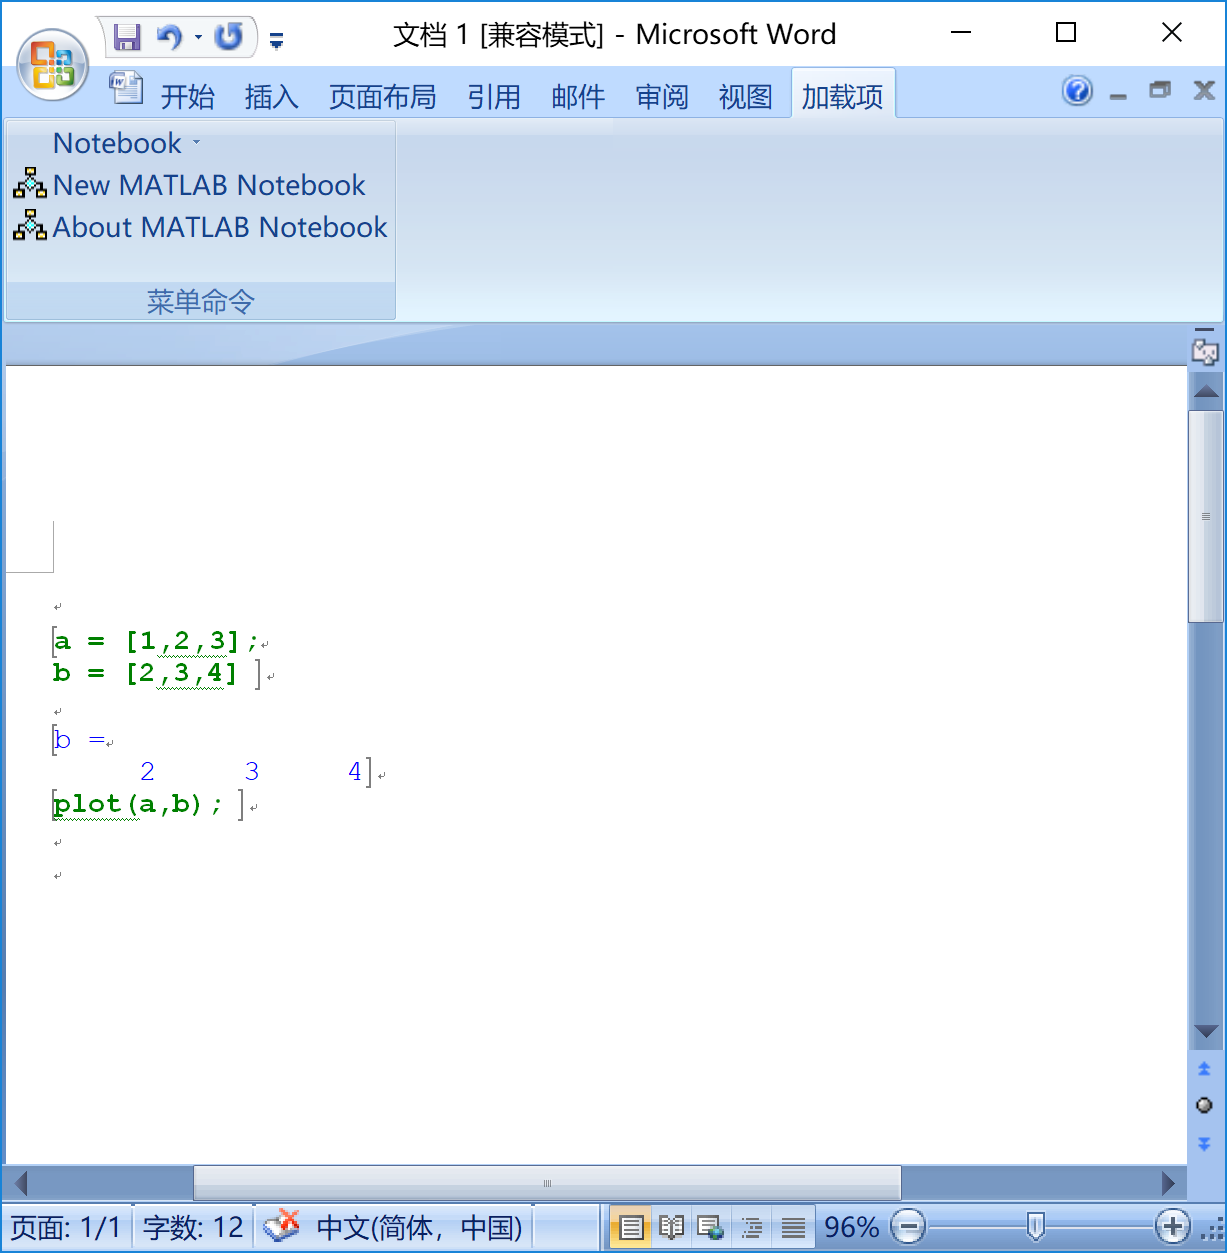 文档 1 [兼容模式] - Microsoft Word
开始 插入 页面布局 引用 邮件 审阅 视图 加载项
Notebook
New MATLAB Notebook
About MATLAB Notebook
菜单命令
a = [1,2,3];
b = [2,3,4]
b =
2 3 4
plot(a,b);
页面: 1/1 字数: 12 中文(简体，中国) 96%